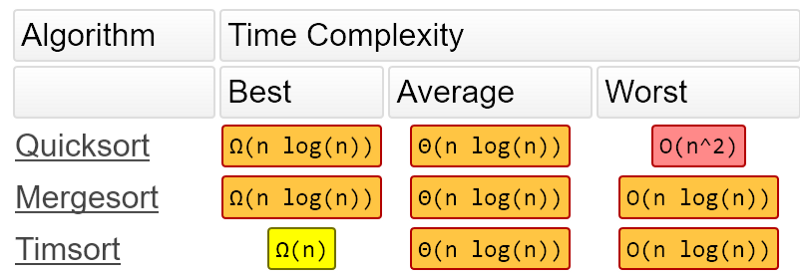 Algorithm Time Complexity
Best Average Worst
Quicksort Ω(n log(n)) Θ(n log(n)) O(n^2)
Mergesort Ω(n log(n)) Θ(n log(n)) O(n log(n))
Timsort Ω(n) Θ(n log(n)) O(n log(n))